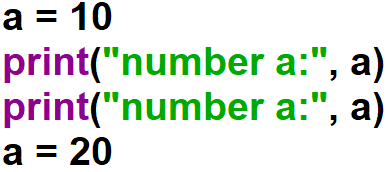 a = 10
print("number a:", a)
print("number a:", a)
a = 20